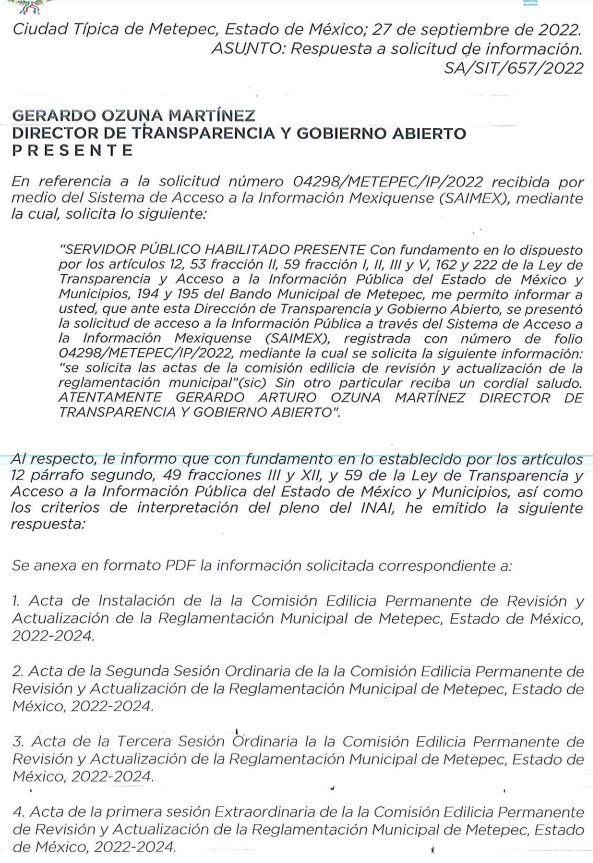 Ciudad Típica de Metepec, Estado de México; 27 de septiembre de 2022.
ASUNTO: Respuesta a solicitud de información.
SA/SIT/657/2022
GERARDO OZUNA MARTÍNEZ
DIRECTOR DE TRANSPARENCIA Y GOBIERNO ABIERTO
P R E S E N T E
En referencia a la solicitud número 04298/METEPEC/IP/2022 recibida por
medio del Sistema de Acceso a la Información Mexiquense (SAIMEX), mediante
la cual, solicita lo siguiente:
“SERVIDOR PÚBLICO HABILITADO PRESENTE Con fundamento en lo dispuesto
por los artículos 12, 53 fracción II, 59 fracción I, II, III y V, 162 y 222 de la Ley de
Transparencia y Acceso a la Información Pública del Estado de México y
Municipios, 194 y 195 del Bando Municipal de Metepec, me permito informar a
usted, que ante esta Dirección de Transparencia y Gobierno Abierto, se presentó
la solicitud de acceso a la Información Pública a través del Sistema de Acceso a
la Información Mexiquense (SAIMEX), registrada con número de folio
04298/METEPEC/IP/2022, mediante la cual se solicita la siguiente información:
“se solicita las actas de la comisión edilicia de revisión y actualización de la
reglamentación municipal”(sic) Sin otro particular reciba un cordial saludo.
ATENTAMENTE GERARDO ARTURO OZUNA MARTÍNEZ DIRECTOR DE
TRANSPARENCIA Y GOBIERNO ABIERTO”.
Al respecto, le informo que con fundamento en lo establecido por los artículos
12 párrafo segundo, 49 fracciones III y XII, y 59 de la Ley de Transparencia y
Acceso a la Información Pública del Estado de México y Municipios, así como
los criterios de interpretación del pleno del INAI, he emitido la siguiente
respuesta:
Se anexa en formato PDF la información solicitada correspondiente a:
1. Acta de Instalación de la la Comisión Edilicia Permanente de Revisión y
Actualización de la Reglamentación Municipal de Metepec, Estado de México,
2022-2024.
2. Acta de la Segunda Sesión Ordinaria de la la Comisión Edilicia Permanente de
Revisión y Actualización de la Reglamentación Municipal de Metepec, Estado de
México, 2022-2024.
3. Acta de la Tercera Sesión Ordinaria la la Comisión Edilicia Permanente de
Revisión y Actualización de la Reglamentación Municipal de Metepec, Estado de
México, 2022-2024.
4. Acta de la primera sesión Extraordinaria de la la Comisión Edilicia Permanente
de Revisión y Actualización de la Reglamentación Municipal de Metepec, Estado
de México, 2022-2024.